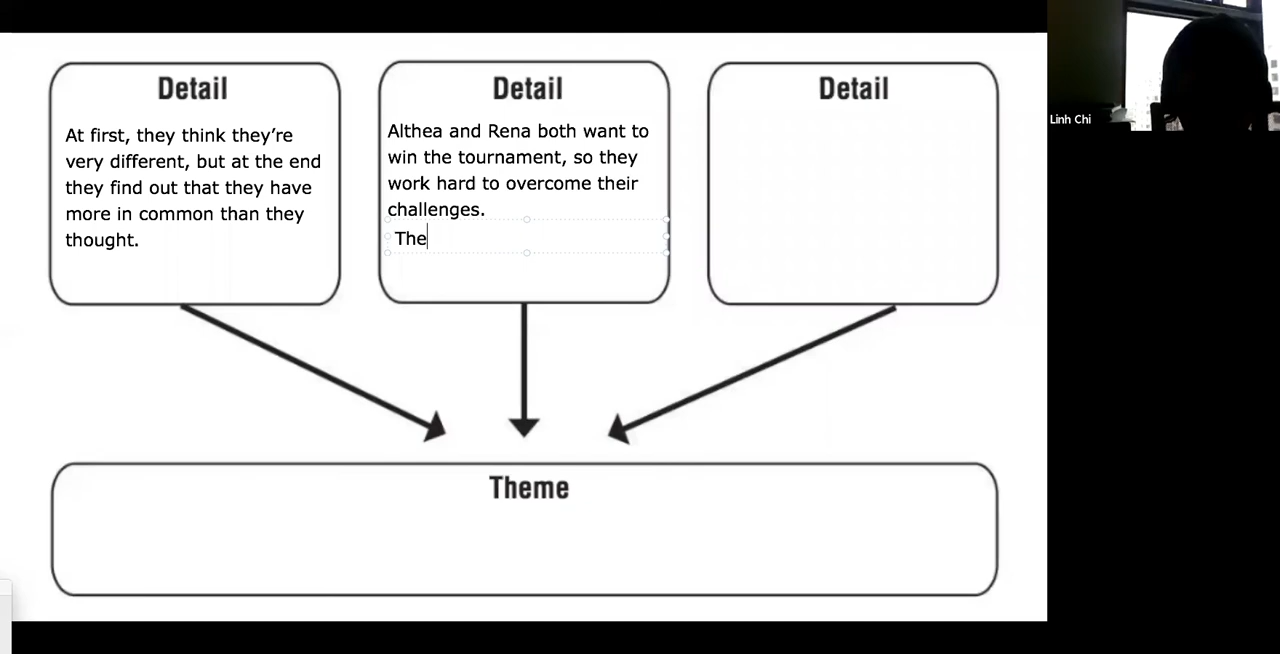 Detail
At first, they think they're
very different, but at the end
they find out that they have
more in common than they
thought.
Detail
Althea and Rena both want to
win the tournament, so they
work hard to overcome their
challenges.
The
Detail
Theme
Linh Chi